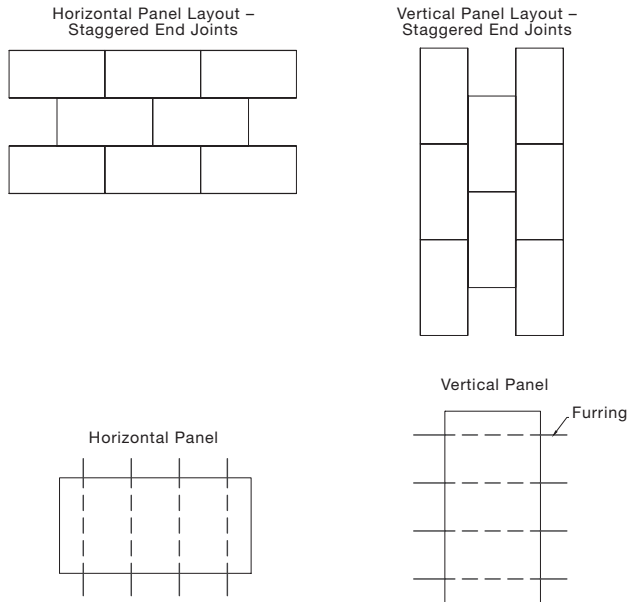 Horizontal Panel Layout –
Staggered End Joints
Vertical Panel Layout –
Staggered End Joints
Horizontal Panel
Vertical Panel
Furring